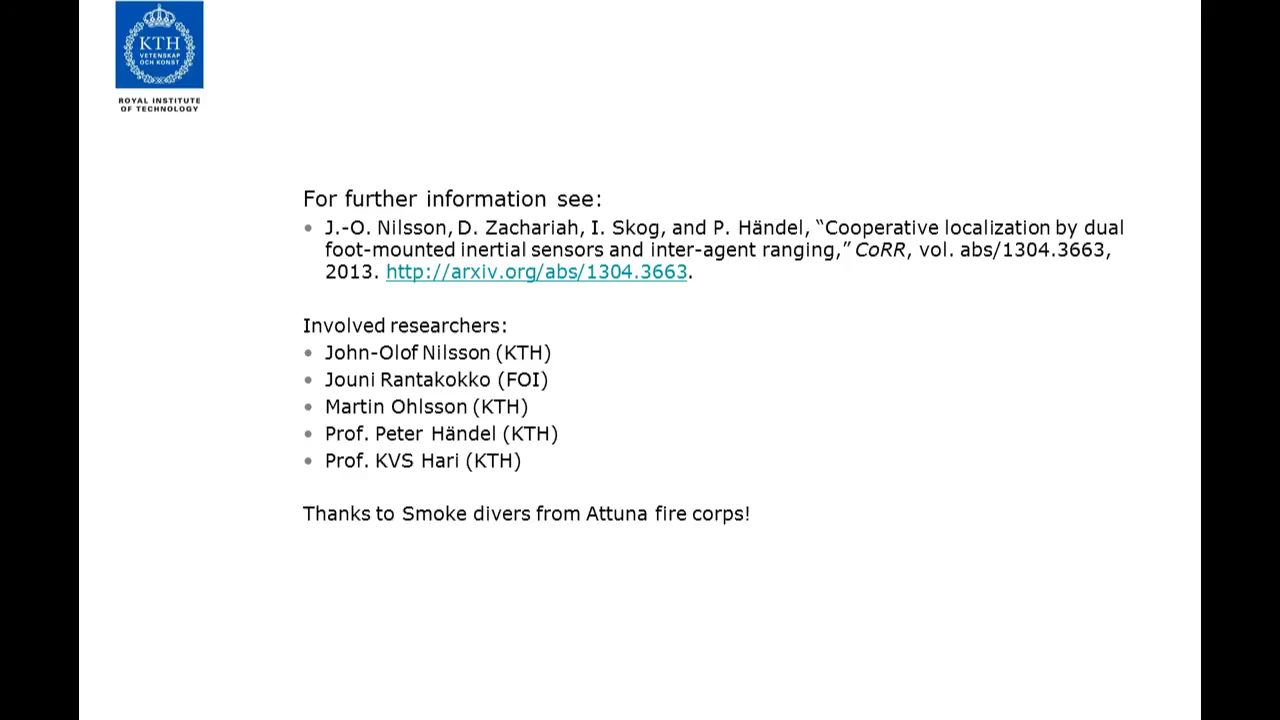 KTH
VETENSKAP
OCH KONST
ROYAL INSTITUTE
OF TECHNOLOGY
For further information see:
• J.-O. Nilsson, D. Zachariah, I. Skog, and P. Händel, “Cooperative localization by dual
foot-mounted inertial sensors and inter-agent ranging,” CoRR, vol. abs/1304.3663,
2013. http://arxiv.org/abs/1304.3663.
Involved researchers:
• John-Olof Nilsson (KTH)
• Jouni Rantakokko (FOI)
• Martin Ohlsson (KTH)
• Prof. Peter Händel (KTH)
• Prof. KVS Hari (KTH)
Thanks to Smoke divers from Attuna fire corps!